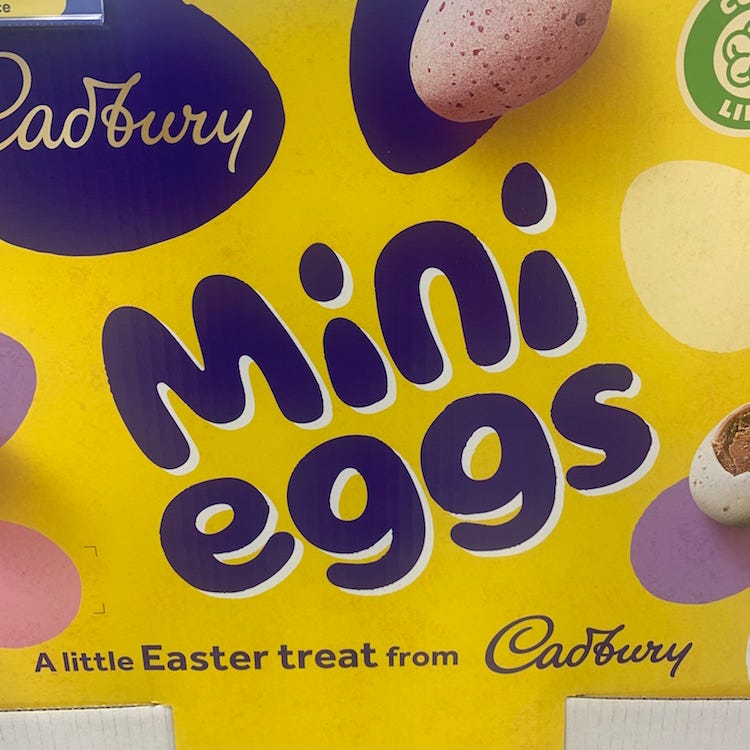 Cadbury
Mini
eggs
A little Easter treat from Cadbury